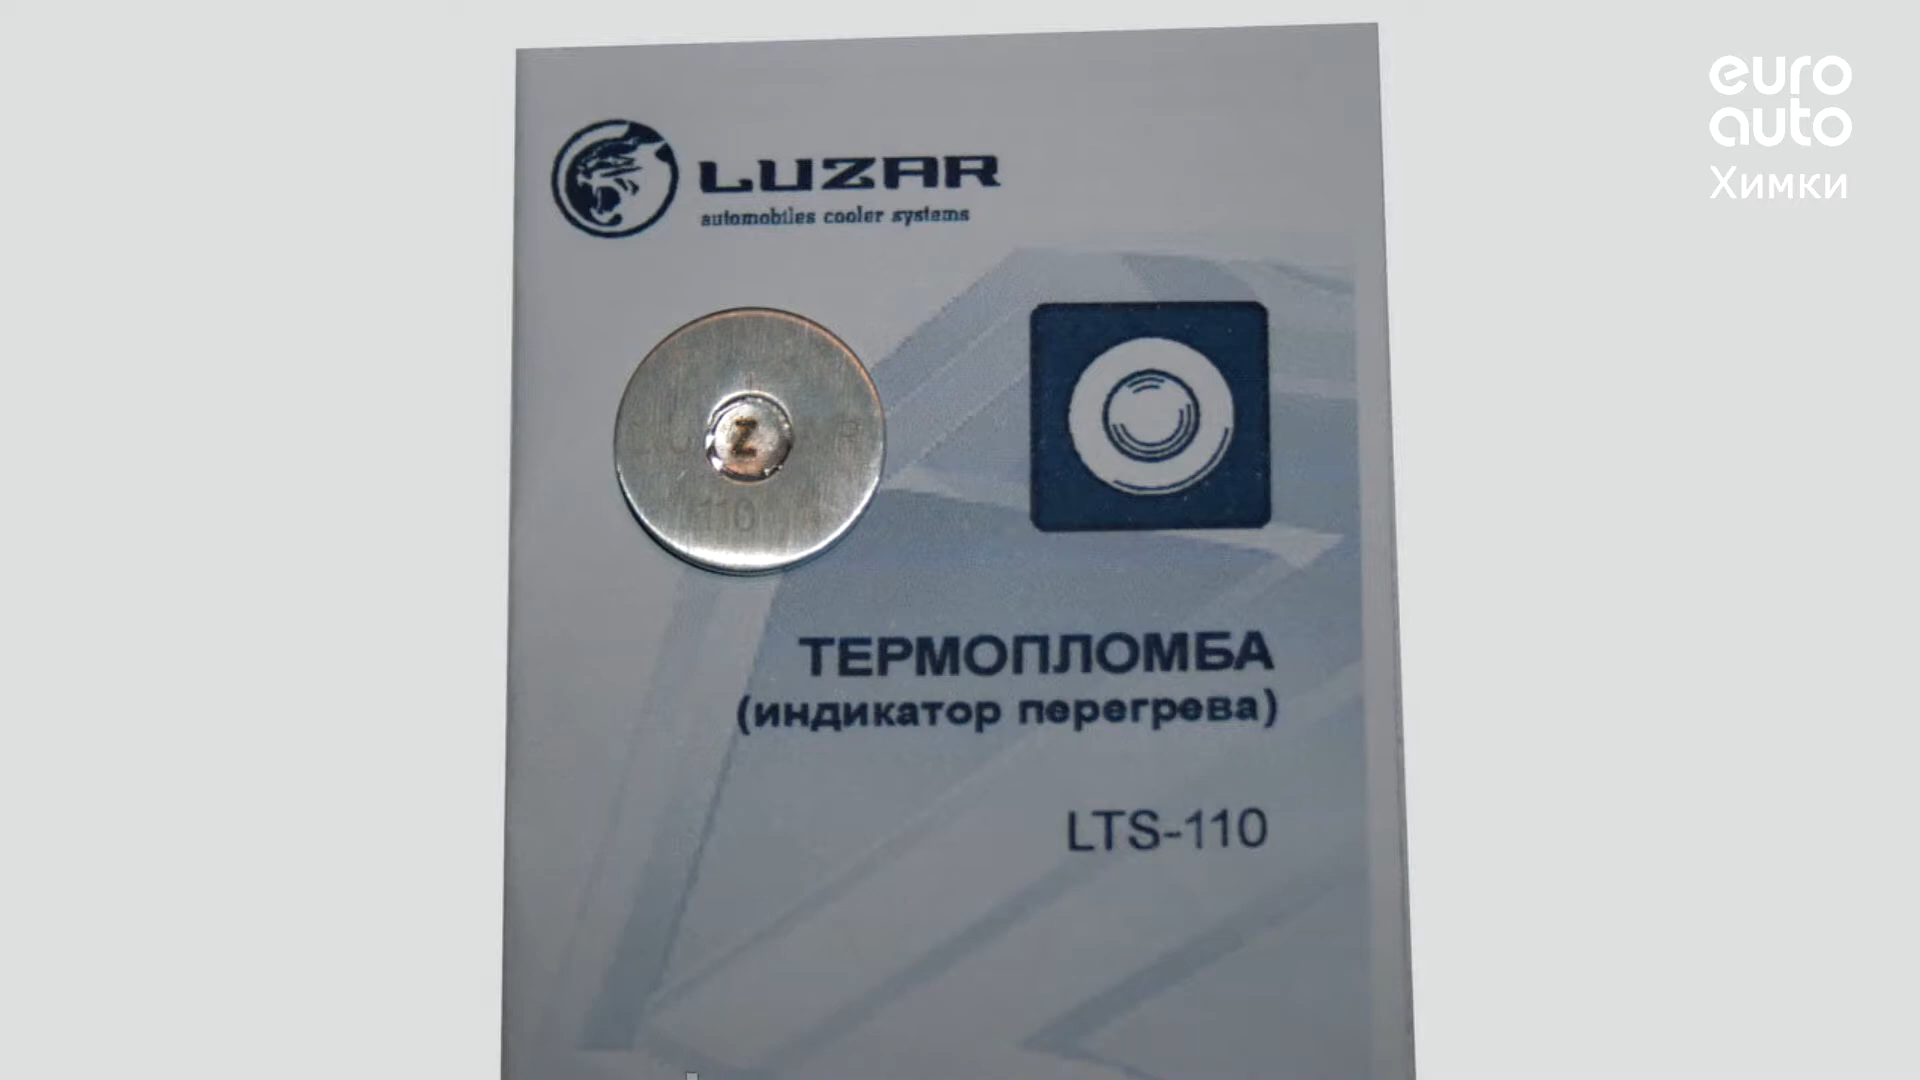 LUZAR
automobiles cooler systems
euro
auto
Химки
Z R
110
ТЕРМОПЛОМБА
(индикатор перегрева)
LTS-110